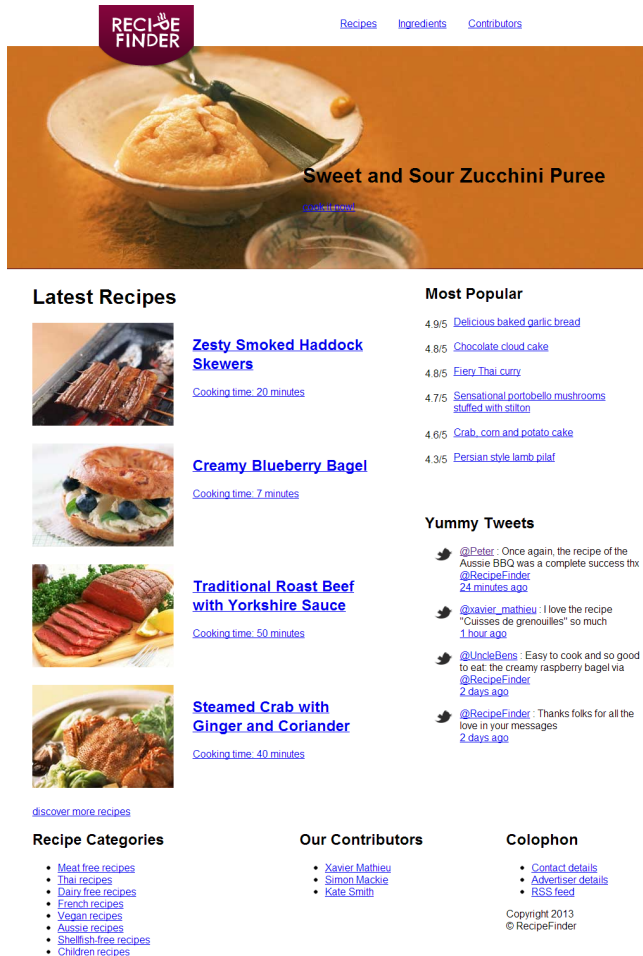 RECIPE
FINDER
Recipes Ingredients Contributors
Sweet and Sour Zucchini Puree
Cook it now!
Latest Recipes
Zesty Smoked Haddock
Skewers
Cooking time: 20 minutes
Creamy Blueberry Bagel
Cooking time: 7 minutes
Traditional Roast Beef
with Yorkshire Sauce
Cooking time: 50 minutes
Steamed Crab with
Ginger and Coriander
Cooking time: 40 minutes
discover more recipes
Most Popular
4.9/5 Delicious baked garlic bread
4.8/5 Chocolate cloud cake
4.8/5 Fiery Thai curry
4.7/5 Sensational portobello mushrooms
stuffed with stilton
4.6/5 Crab, corn and potato cake
4.3/5 Persian style lamb pilaf
Yummy Tweets
@Peter : Once again, the recipe of the
Aussie BBQ was a complete success thx
@RecipeFinder
24 minutes ago
@xavier_mathieu : I love the recipe
"Cuisses de grenouilles" so much
1 hour ago
@UncleBens : Easy to cook and so good
to eat: the creamy raspberry bagel via
@RecipeFinder
2 days ago
@RecipeFinder : Thanks folks for all the
love in your messages
2 days ago
Recipe Categories
Meat free recipes
Thai recipes
Dairy free recipes
French recipes
Vegan recipes
Aussie recipes
Shellfish-free recipes
Children recipes
Our Contributors
Xavier Mathieu
Simon Mackie
Kate Smith
Colophon
Contact details
Advertiser details
RSS feed
Copyright 2013
© RecipeFinder